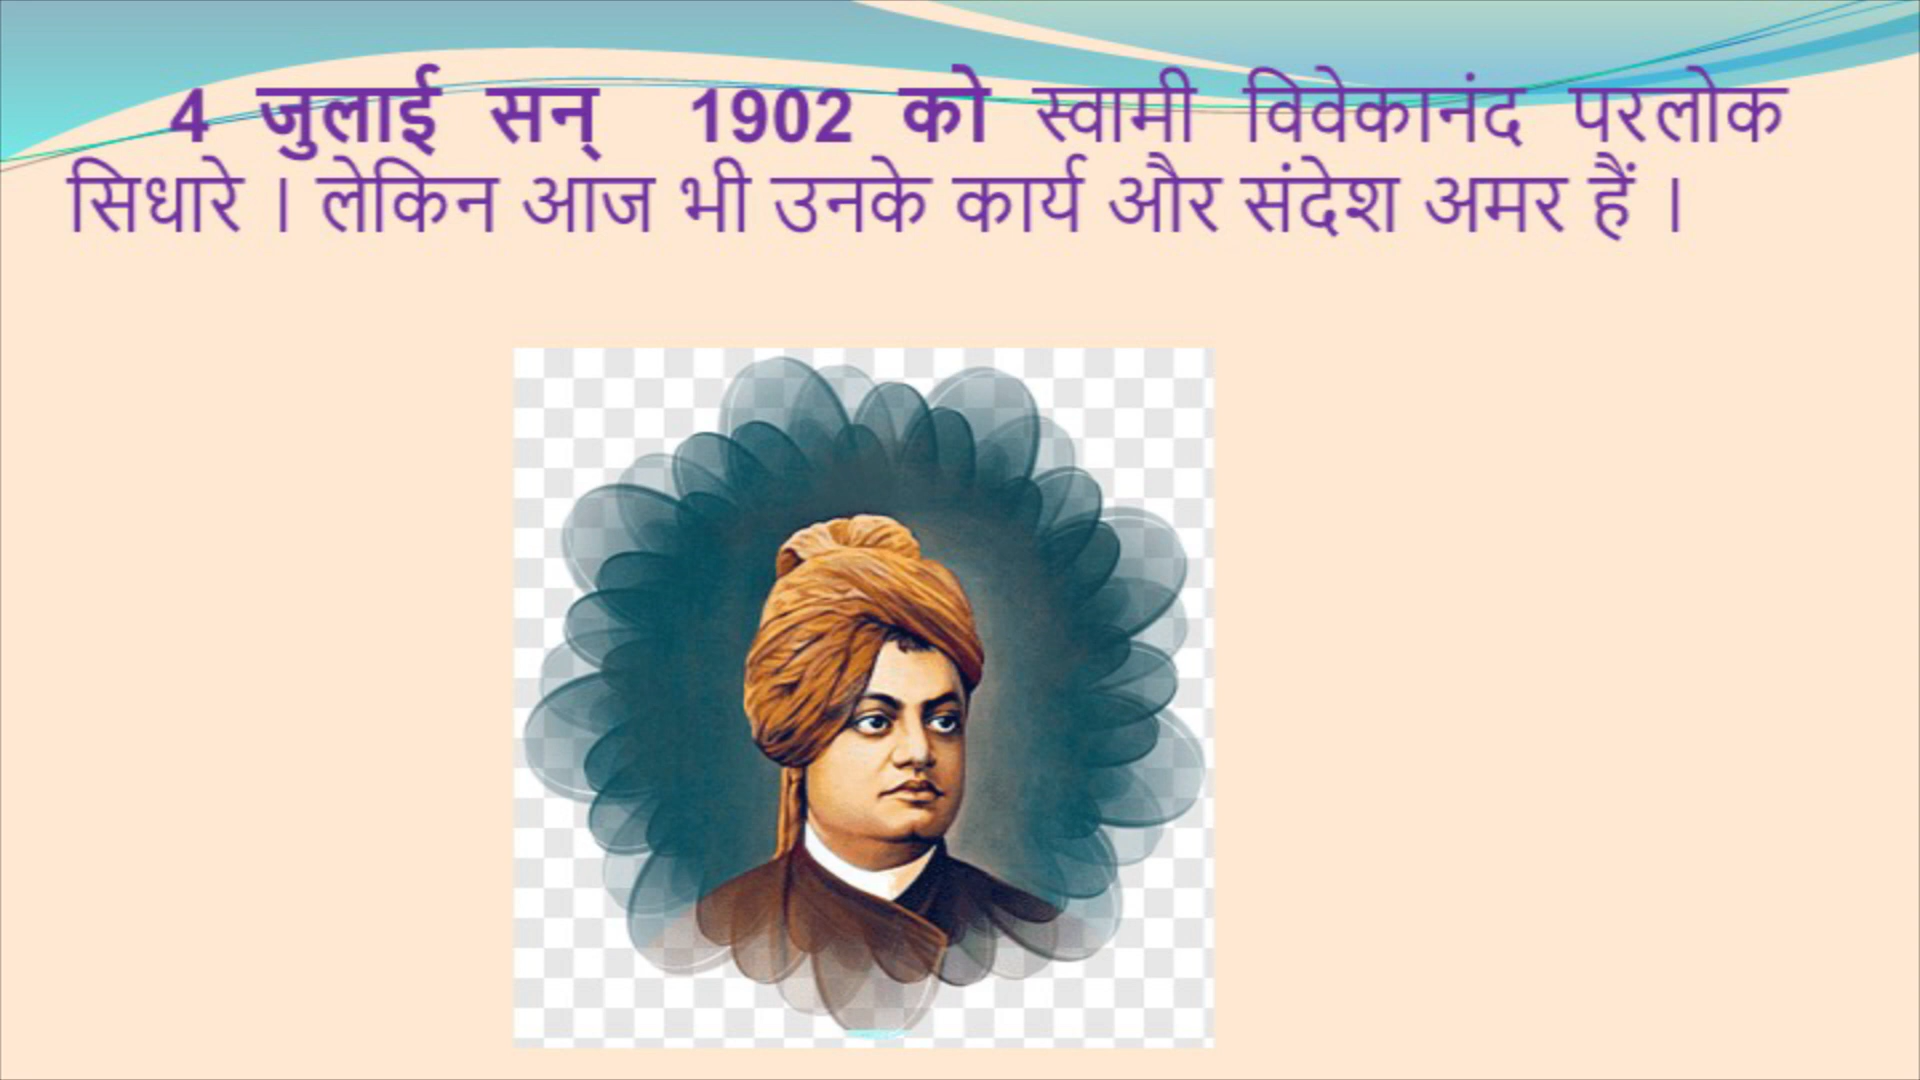 4 जुलाई सन् 1902 को स्वामी विवेकानंद परलोक
सिधारे । लेकिन आज भी उनके कार्य और संदेश अमर हैं ।